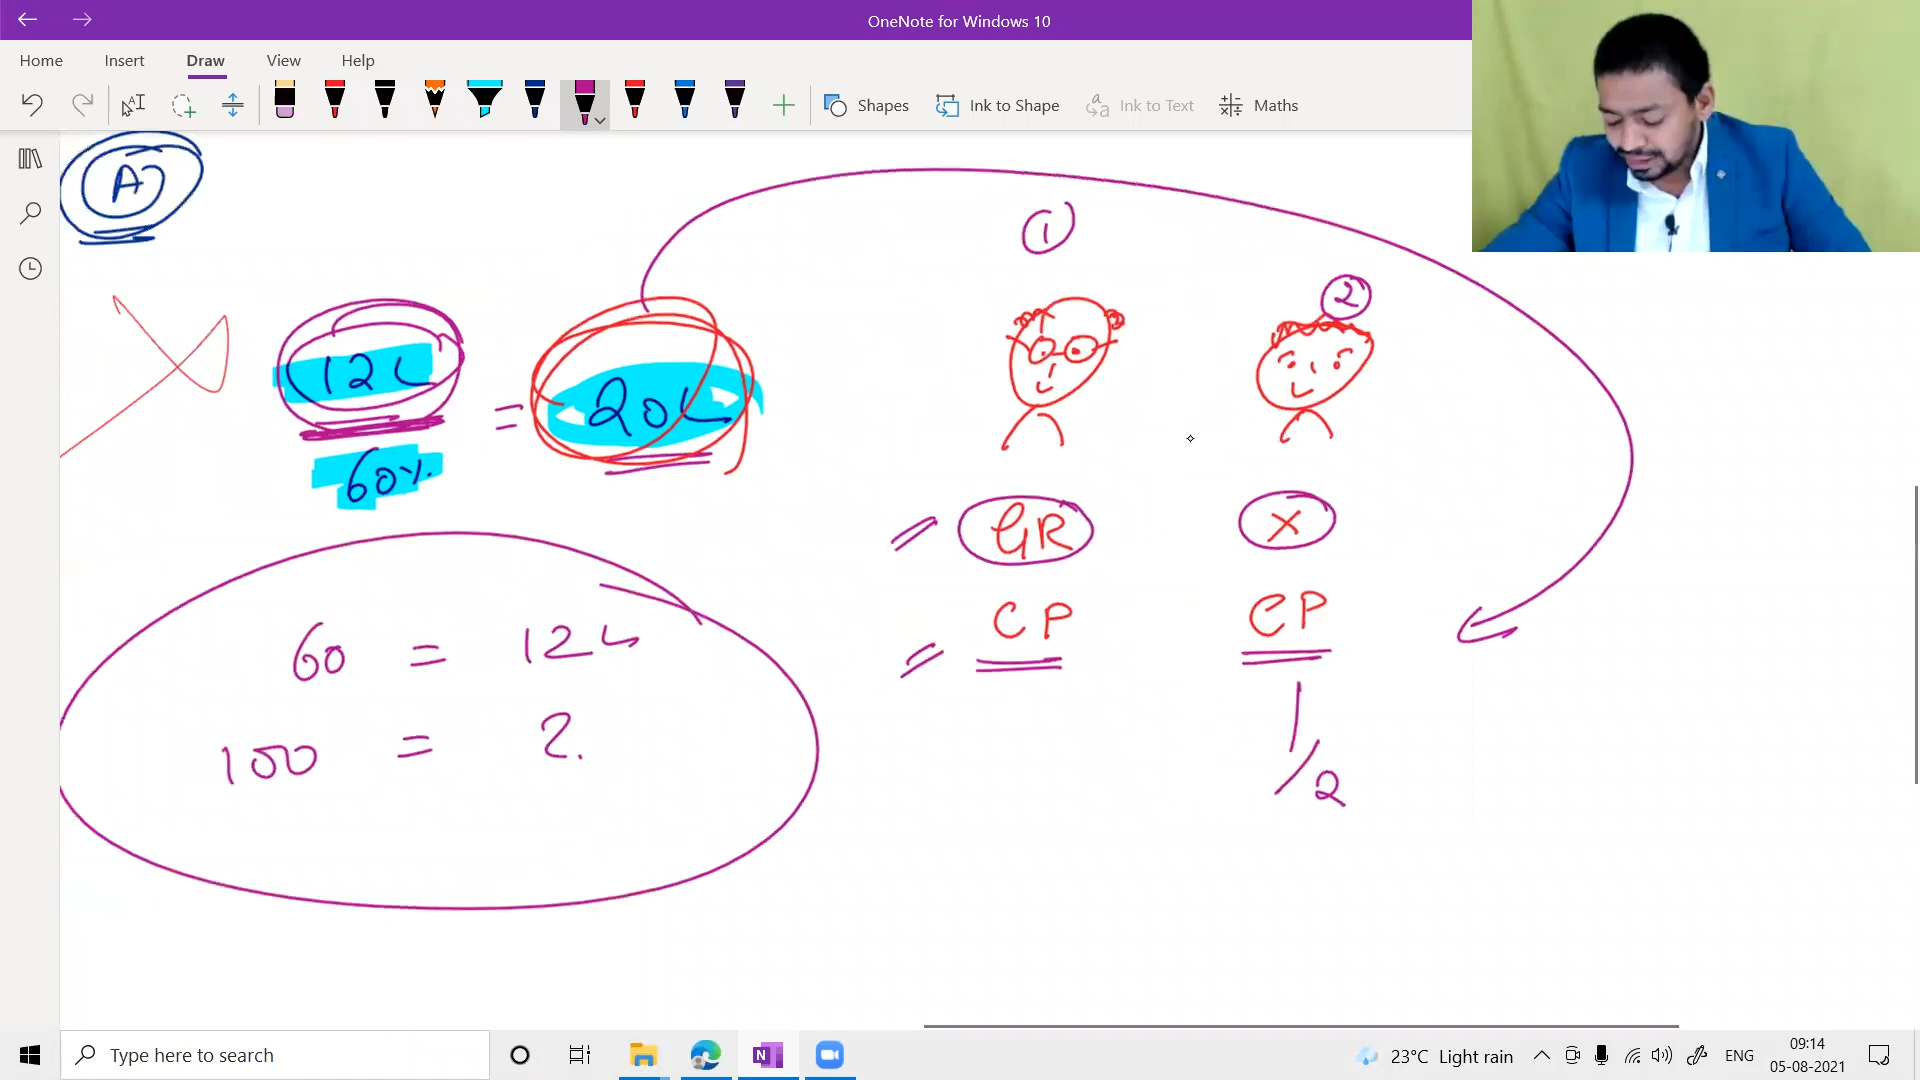 OneNote for Windows 10
Home Insert Draw View Help
Shapes Ink to Shape Ink to Text Maths
A
1
2
12L = 20L
60%
GR X
CP CP
60 = 12L
100 = 2.
1/2
Type here to search
23°C Light rain ENG 09:14
05-08-2021